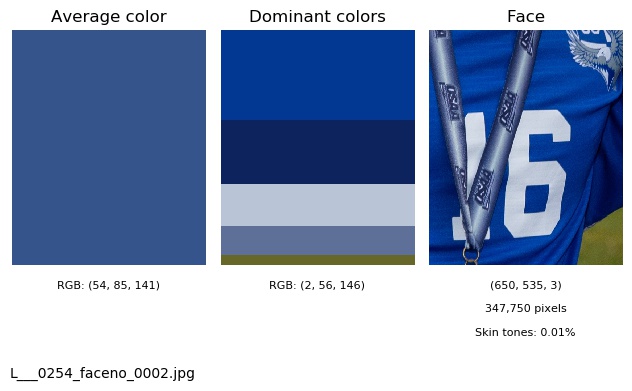 Average color
Dominant colors
Face
16
RGB: (54, 85, 141)
RGB: (2, 56, 146)
(650, 535, 3)
347,750 pixels
Skin tones: 0.01%
L___0254_faceno_0002.jpg